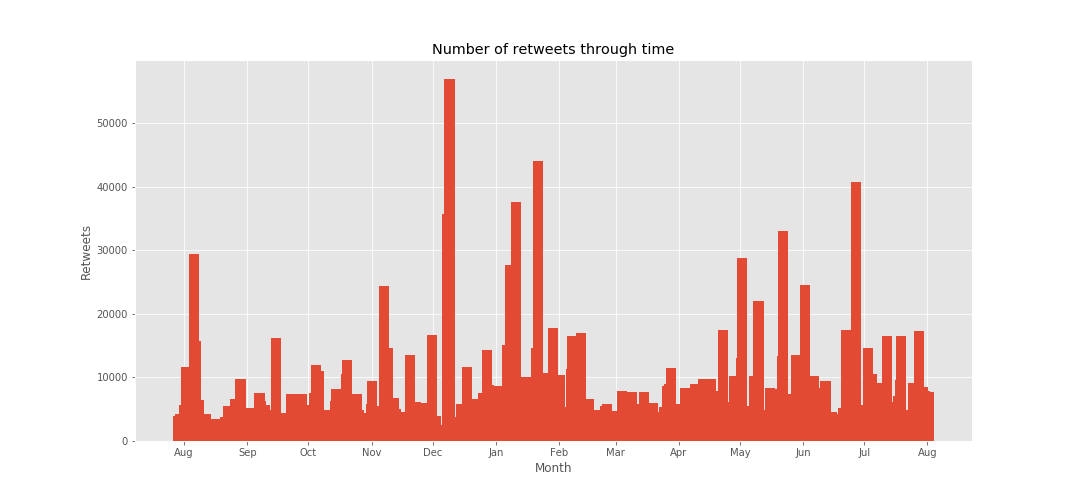 Number of retweets through time
50000
40000
30000
20000
10000
0
Retweets
Aug Sep Oct Nov Dec Jan Feb Mar Apr May Jun Jul Aug
Month